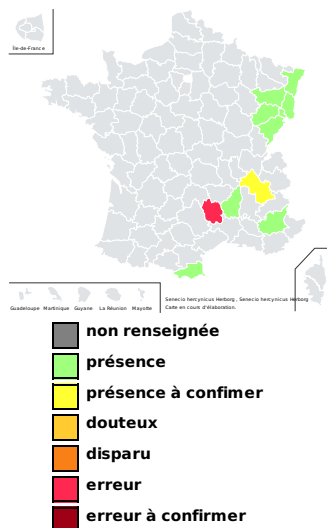 Île-de-France
Guadeloupe Martinique Guyane La Réunion Mayotte
Senecio hercynicus Herborg , Senecio hercynicus Herborg
Carte en cours d'élaboration.
non renseignée
présence
présence à confimer
douteux
disparu
erreur
erreur à confirmer